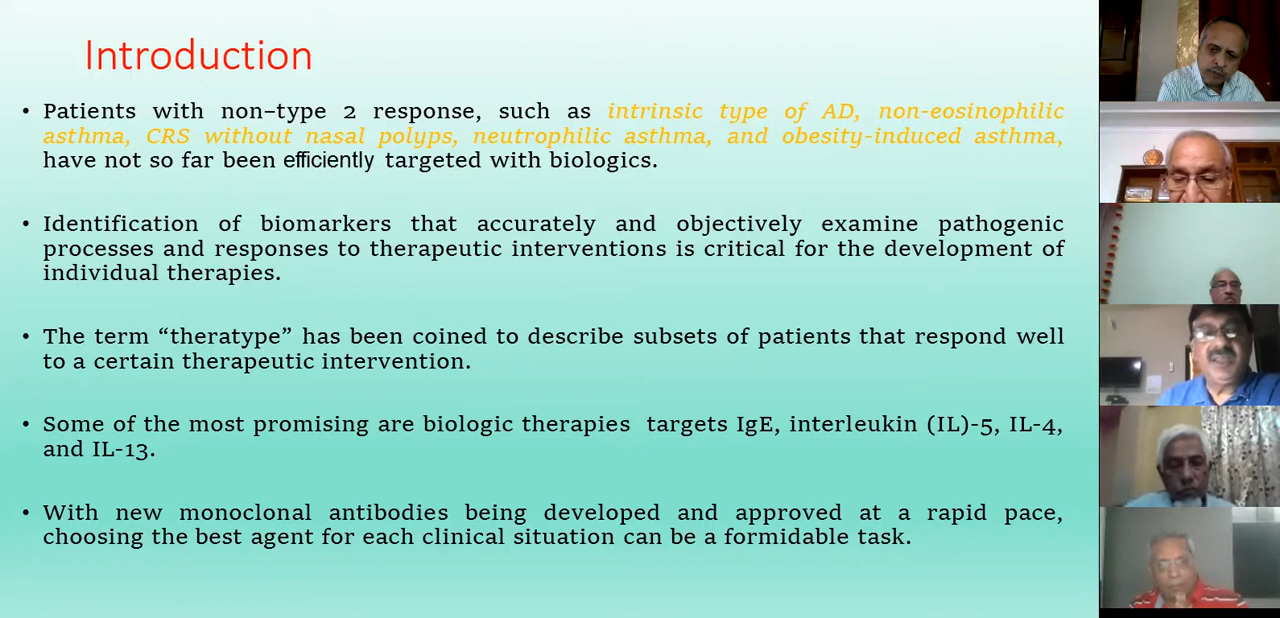 Introduction
• Patients with non–type 2 response, such as intrinsic type of AD, non-eosinophilic
asthma, CRS without nasal polyps, neutrophilic asthma, and obesity-induced asthma,
have not so far been efficiently targeted with biologics.
• Identification of biomarkers that accurately and objectively examine pathogenic
processes and responses to therapeutic interventions is critical for the development of
individual therapies.
• The term “theratype” has been coined to describe subsets of patients that respond well
to a certain therapeutic intervention.
• Some of the most promising are biologic therapies targets IgE, interleukin (IL)-5, IL-4,
and IL-13.
• With new monoclonal antibodies being developed and approved at a rapid pace,
choosing the best agent for each clinical situation can be a formidable task.